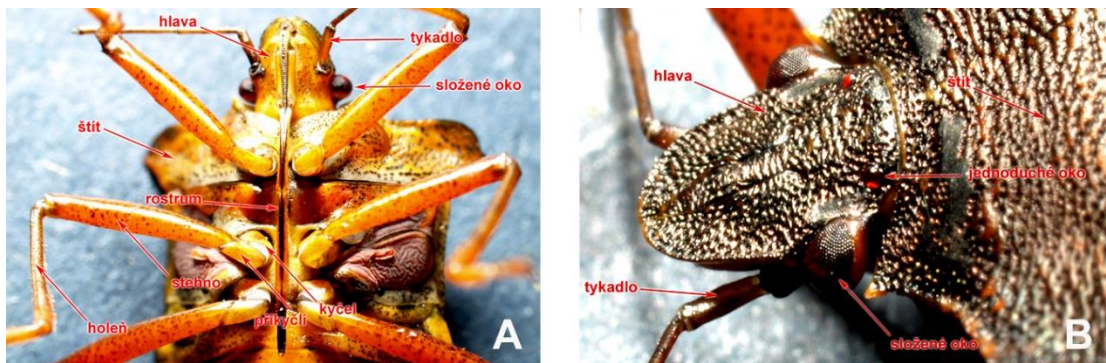 hlava
tykadlo
složené oko
štít
rostrum
stehno
kyčel
příkyčlí
holeň
A
hlava
štít
jednoduché oko
tykadlo
složené oko
B